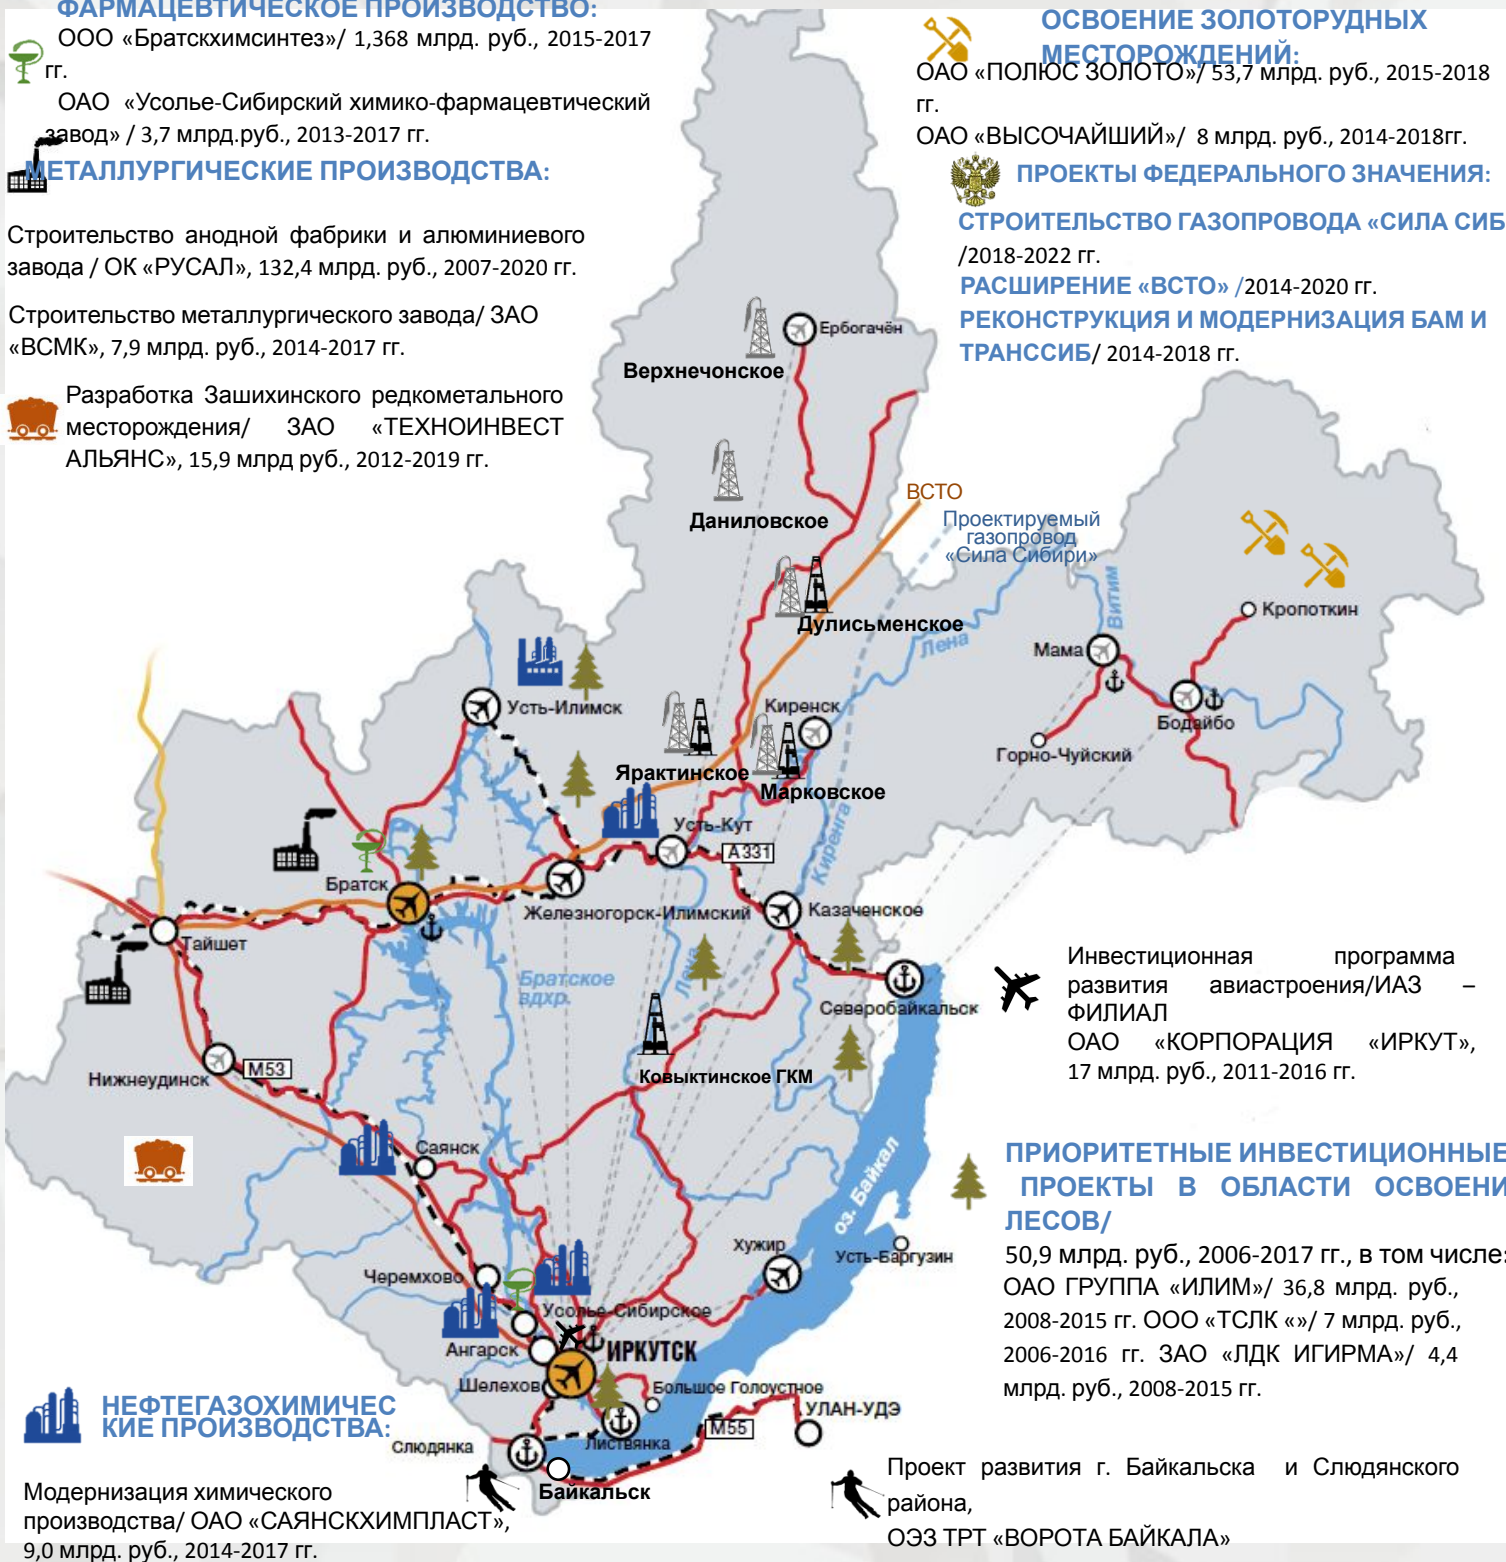 ФАРМАЦЕВТИЧЕСКОЕ ПРОИЗВОДСТВО:
ООО «Братскхимсинтез»/ 1,368 млрд. руб., 2015-2017
гг.
ОАО «Усолье-Сибирский химико-фармацевтический
завод» / 3,7 млрд.руб., 2013-2017 гг.
МЕТАЛЛУРГИЧЕСКИЕ ПРОИЗВОДСТВА:
Строительство анодной фабрики и алюминиевого
завода / ОК «РУСАЛ», 132,4 млрд. руб., 2007-2020 гг.
Строительство металлургического завода/ ЗАО
«ВСМК», 7,9 млрд. руб., 2014-2017 гг.
Разработка Зашихинского редкометального
месторождения/ ЗАО «ТЕХНОИНВЕСТ
АЛЬЯНС», 15,9 млрд руб., 2012-2019 гг.
ОСВОЕНИЕ ЗОЛОТОРУДНЫХ
МЕСТОРОЖДЕНИЙ:
ОАО «ПОЛЮС ЗОЛОТО»/ 53,7 млрд. руб., 2015-2018
гг.
ОАО «ВЫСОЧАЙШИЙ»/ 8 млрд. руб., 2014-2018гг.
ПРОЕКТЫ ФЕДЕРАЛЬНОГО ЗНАЧЕНИЯ:
СТРОИТЕЛЬСТВО ГАЗОПРОВОДА «СИЛА СИБ
/2018-2022 гг.
РАСШИРЕНИЕ «ВСТО» /2014-2020 гг.
РЕКОНСТРУКЦИЯ И МОДЕРНИЗАЦИЯ БАМ И
ТРАНССИБ/ 2014-2018 гг.
Ербогачён
Верхнечонское
Даниловское
ВСТО
Проектируемый
газопровод
«Сила Сибири»
Дулисьменское
Лена
Витим
Кропоткин
Мама
Бодайбо
Горно-Чуйский
Усть-Илимск
Киренск
Ярактинское
Марковское
Усть-Кут
А331
Киренга
Братск
Железногорск-Илимский
Казаченское
Тайшет
Братское
вдхр.
Лена
Северобайкальск
Нижнеудинск
М53
Ковыктинское ГКМ
Саянск
оз. Байкал
Хужир
Усть-Баргузин
Черемхово
Усолье-Сибирское
Ангарск
ИРКУТСК
Шелехов
Большое Голоустное
УЛАН-УДЭ
М55
Слюдянка
Листвянка
Байкальск
Инвестиционная программа
развития авиастроения/ИАЗ –
ФИЛИАЛ
ОАО «КОРПОРАЦИЯ «ИРКУТ»,
17 млрд. руб., 2011-2016 гг.
ПРИОРИТЕТНЫЕ ИНВЕСТИЦИОННЫЕ
ПРОЕКТЫ В ОБЛАСТИ ОСВОЕНИ
ЛЕСОВ/
50,9 млрд. руб., 2006-2017 гг., в том числе:
ОАО ГРУППА «ИЛИМ»/ 36,8 млрд. руб.,
2008-2015 гг. ООО «ТСЛК «»/ 7 млрд. руб.,
2006-2016 гг. ЗАО «ЛДК ИГИРМА»/ 4,4
млрд. руб., 2008-2015 гг.
НЕФТЕГАЗОХИМИЧЕС
КИЕ ПРОИЗВОДСТВА:
Модернизация химического
производства/ ОАО «САЯНСКХИМПЛАСТ»,
9,0 млрд. руб., 2014-2017 гг.
Проект развития г. Байкальска и Слюдянского
района,
ОЭЗ ТРТ «ВОРОТА БАЙКАЛА»